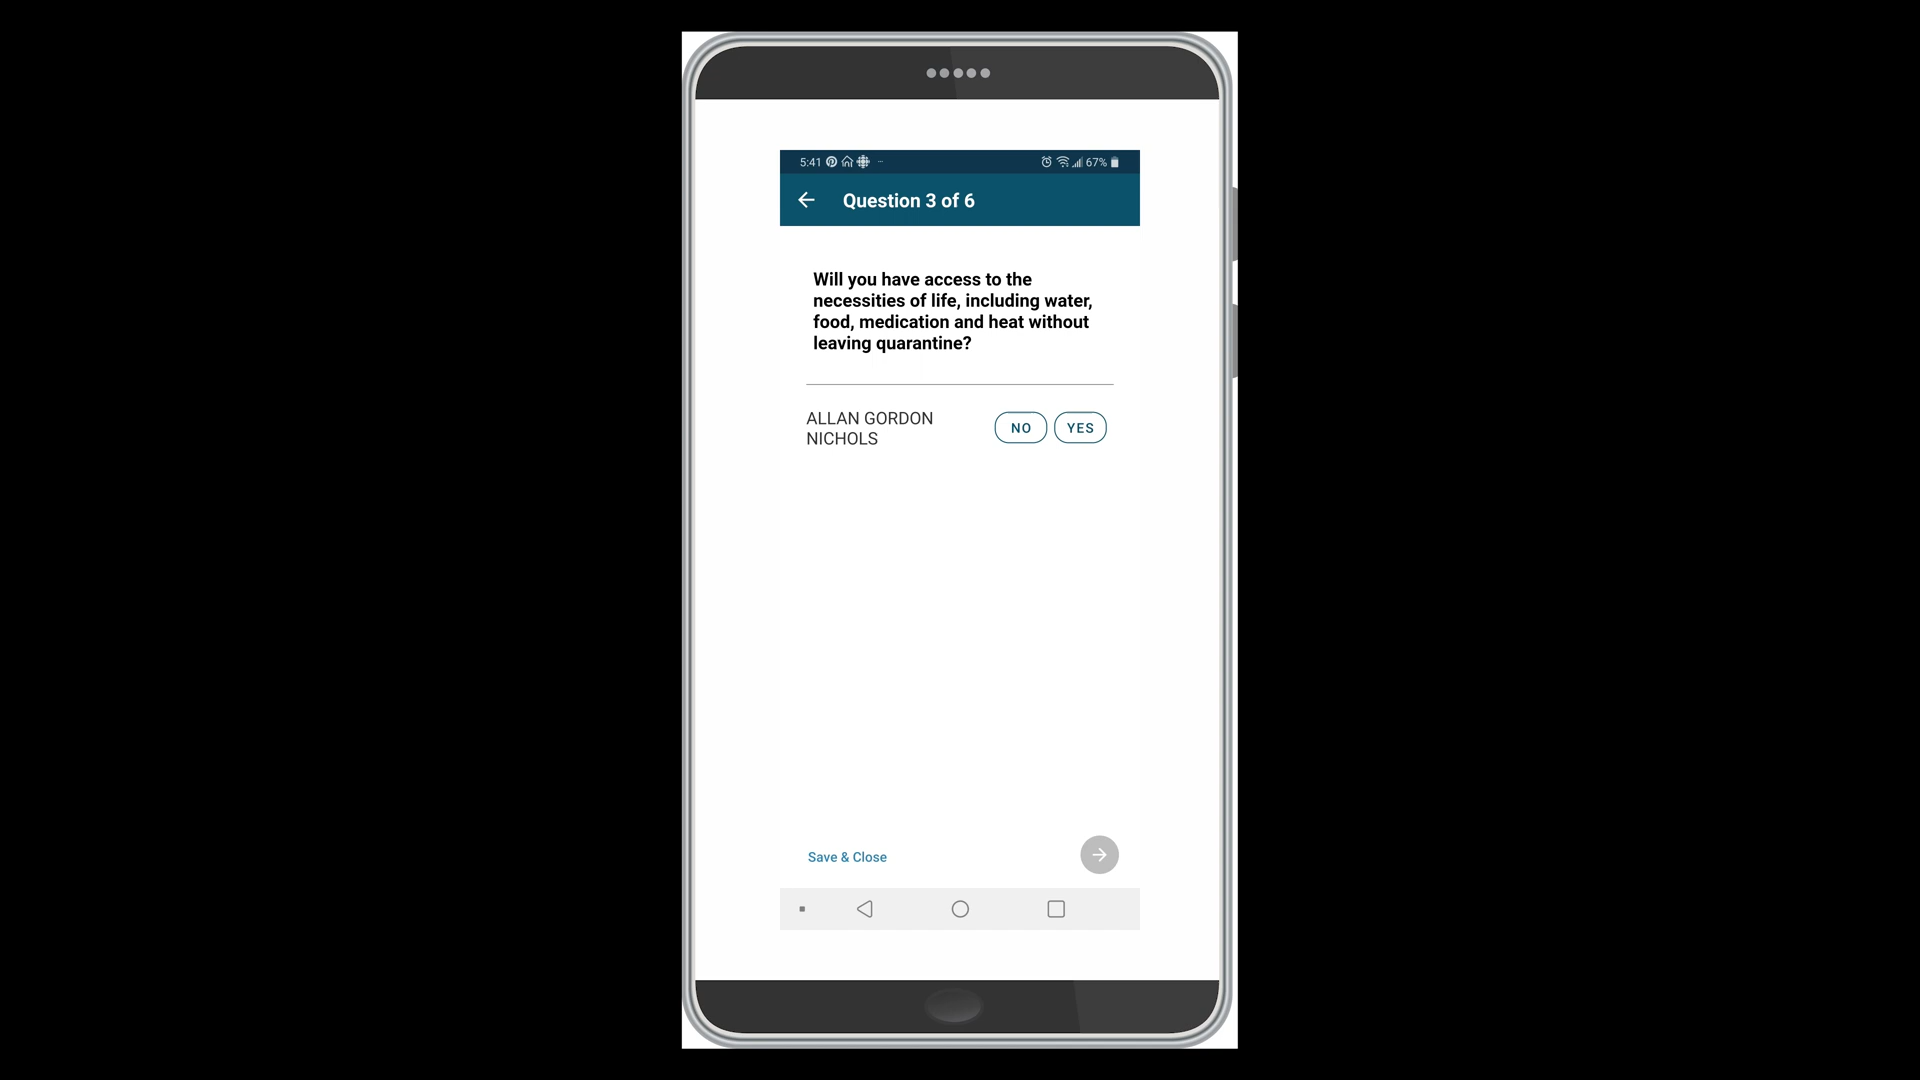 5:41
67%
Question 3 of 6
Will you have access to the
necessities of life, including water,
food, medication and heat without
leaving quarantine?
ALLAN GORDON
NICHOLS
NO
YES
Save & Close